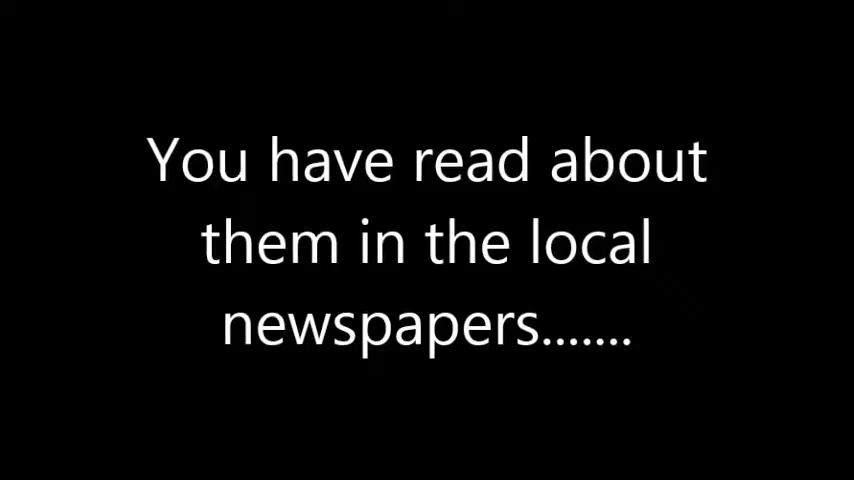 You have read about
them in the local
newspapers.......